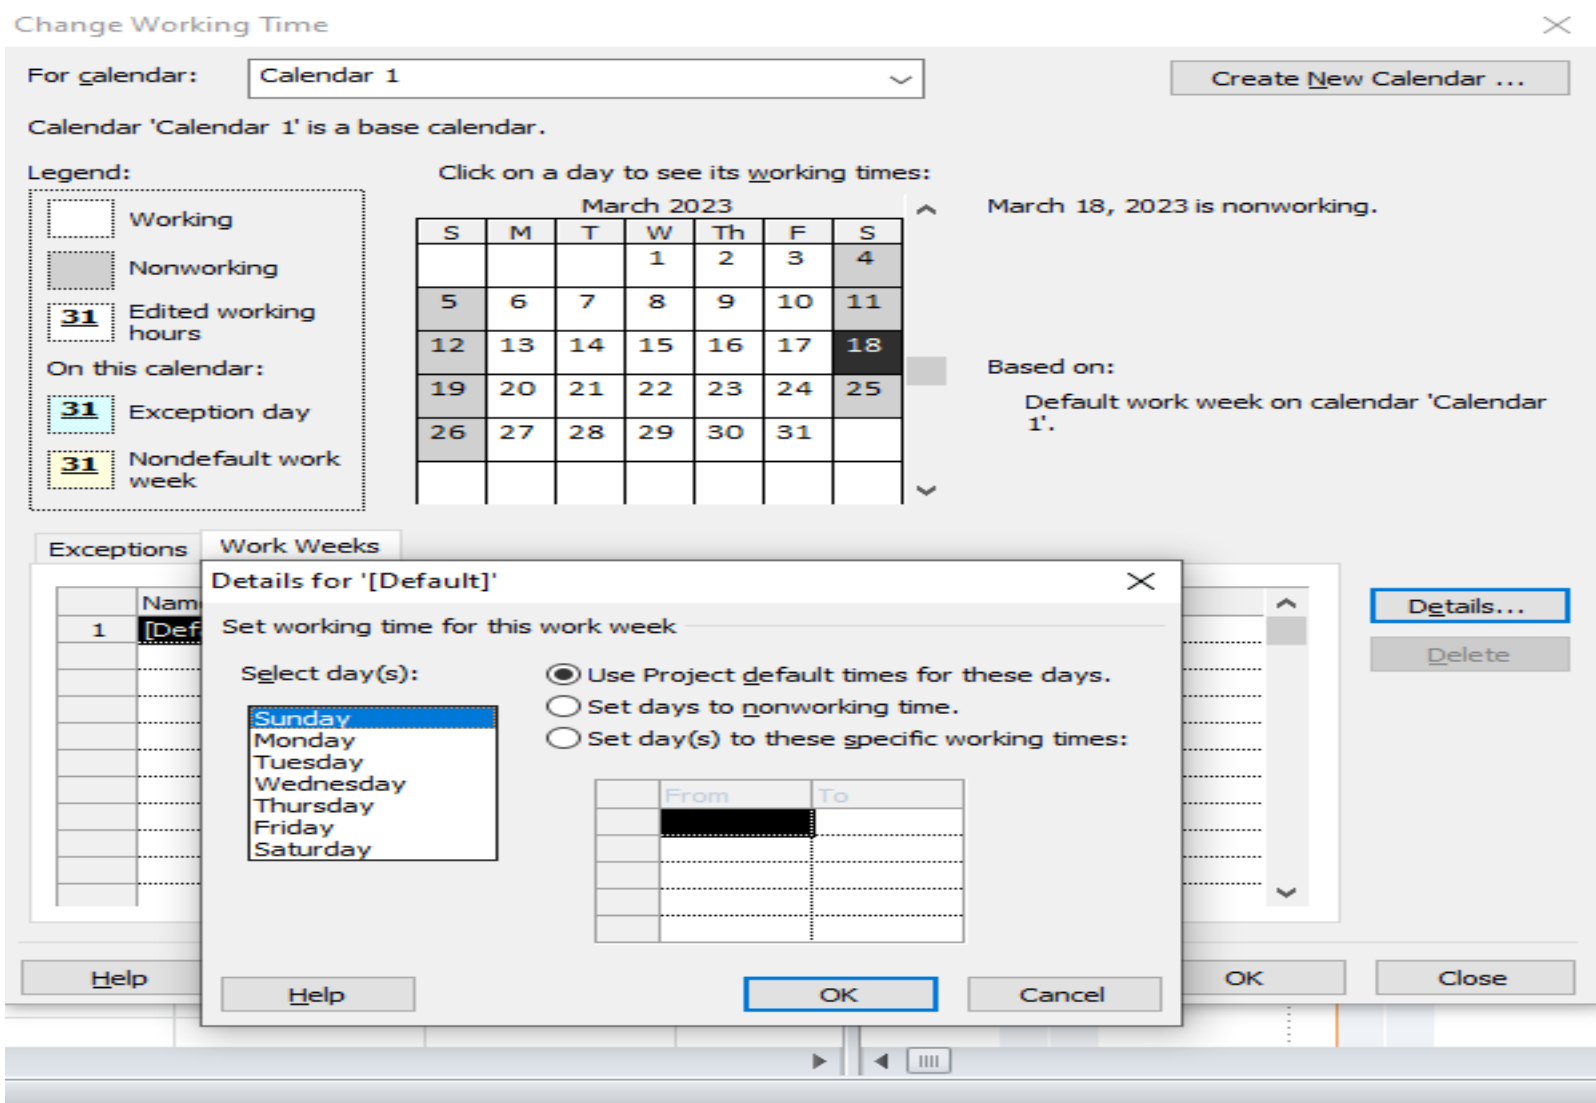 Change Working Time
For calendar:
Calendar 1
Create New Calendar ...
Calendar 'Calendar 1' is a base calendar.
Legend:
Working
Nonworking
31
Edited working
hours
On this calendar:
31
Exception day
31
Nondefault work
week
Click on a day to see its working times:
March 2023
S M T W Th F S
1 2 3 4
5 6 7 8 9 10 11
12 13 14 15 16 17 18
19 20 21 22 23 24 25
26 27 28 29 30 31
March 18, 2023 is nonworking.
Based on:
Default work week on calendar 'Calendar
1'.
Exceptions
Work Weeks
Nam
1 [Def
Details...
Delete
Details for '[Default]'
Set working time for this work week
Select day(s):
Sunday
Monday
Tuesday
Wednesday
Thursday
Friday
Saturday
Use Project default times for these days.
Set days to nonworking time.
Set day(s) to these specific working times:
From To
Help
OK
Cancel
Help
OK
Close